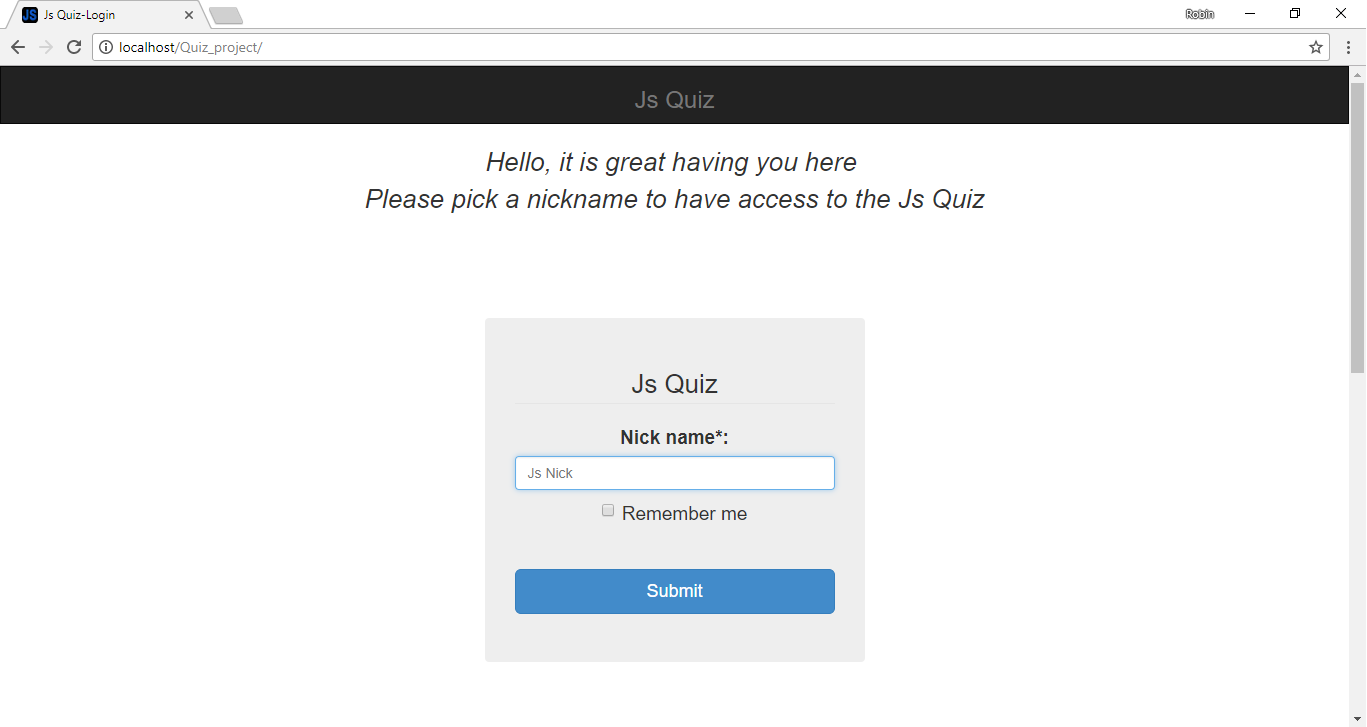 JS Js Quiz-Login
Robin
localhost/Quiz_project/
Js Quiz
Hello, it is great having you here
Please pick a nickname to have access to the Js Quiz
Js Quiz
Nick name*:
Js Nick
Remember me
Submit